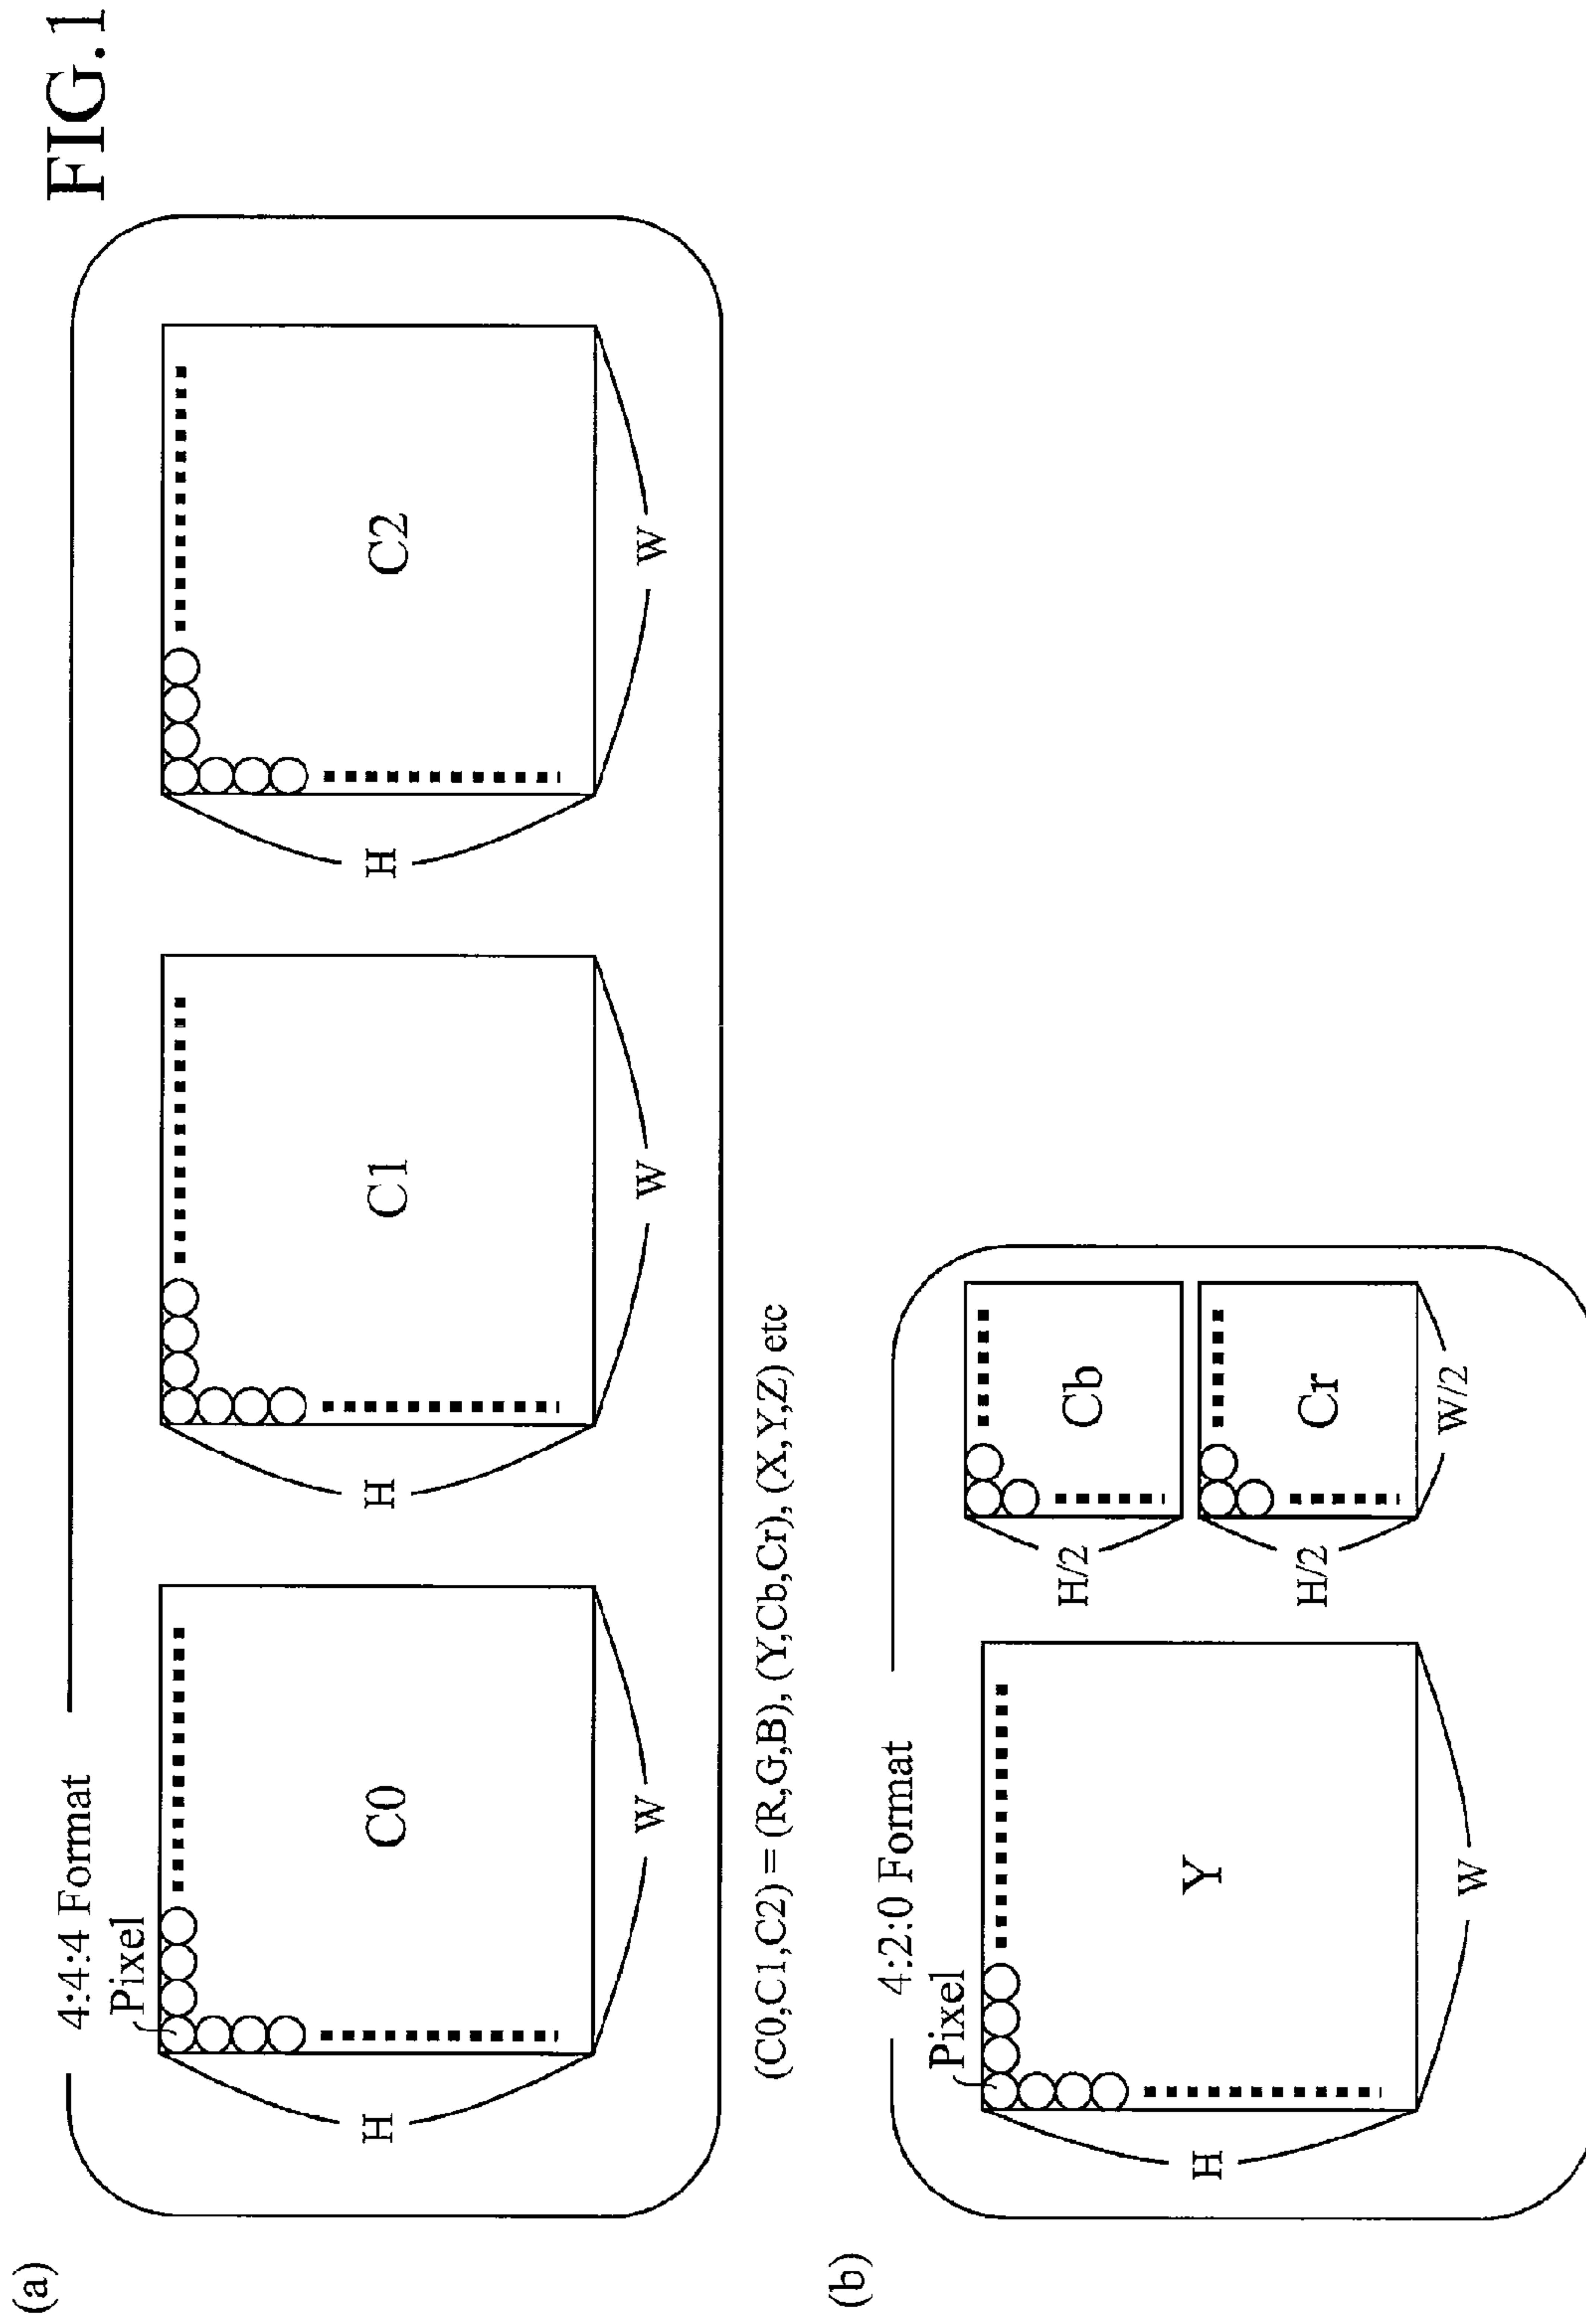 FIG.1
(a)
4:4:4 Format
Pixel
C0
H
W
C1
H
W
C2
H
W
(C0,C1,C2) = (R,G,B), (Y,Cb,Cr), (X,Y,Z) etc
(b)
4:2:0 Format
Pixel
Y
H
W
Cb
H/2
Cr
H/2
W/2